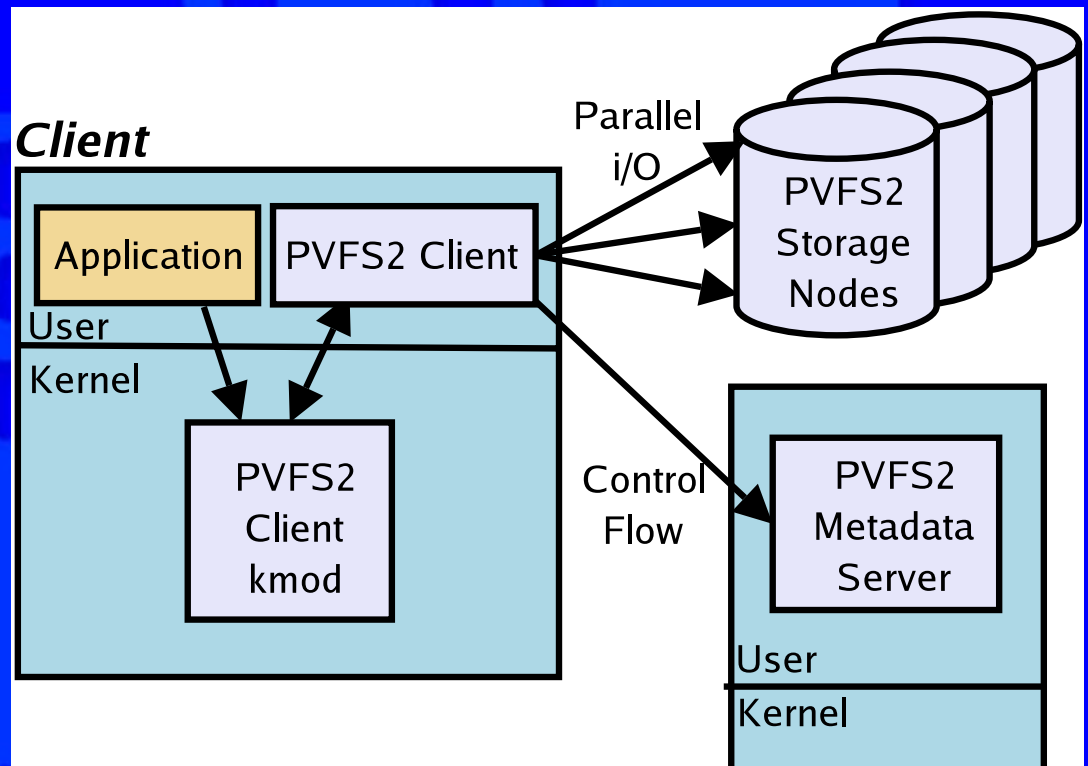 Client
Application
PVFS2 Client
User
Kernel
PVFS2
Client
kmod
Parallel
i/O
PVFS2
Storage
Nodes
Control
Flow
PVFS2
Metadata
Server
User
Kernel